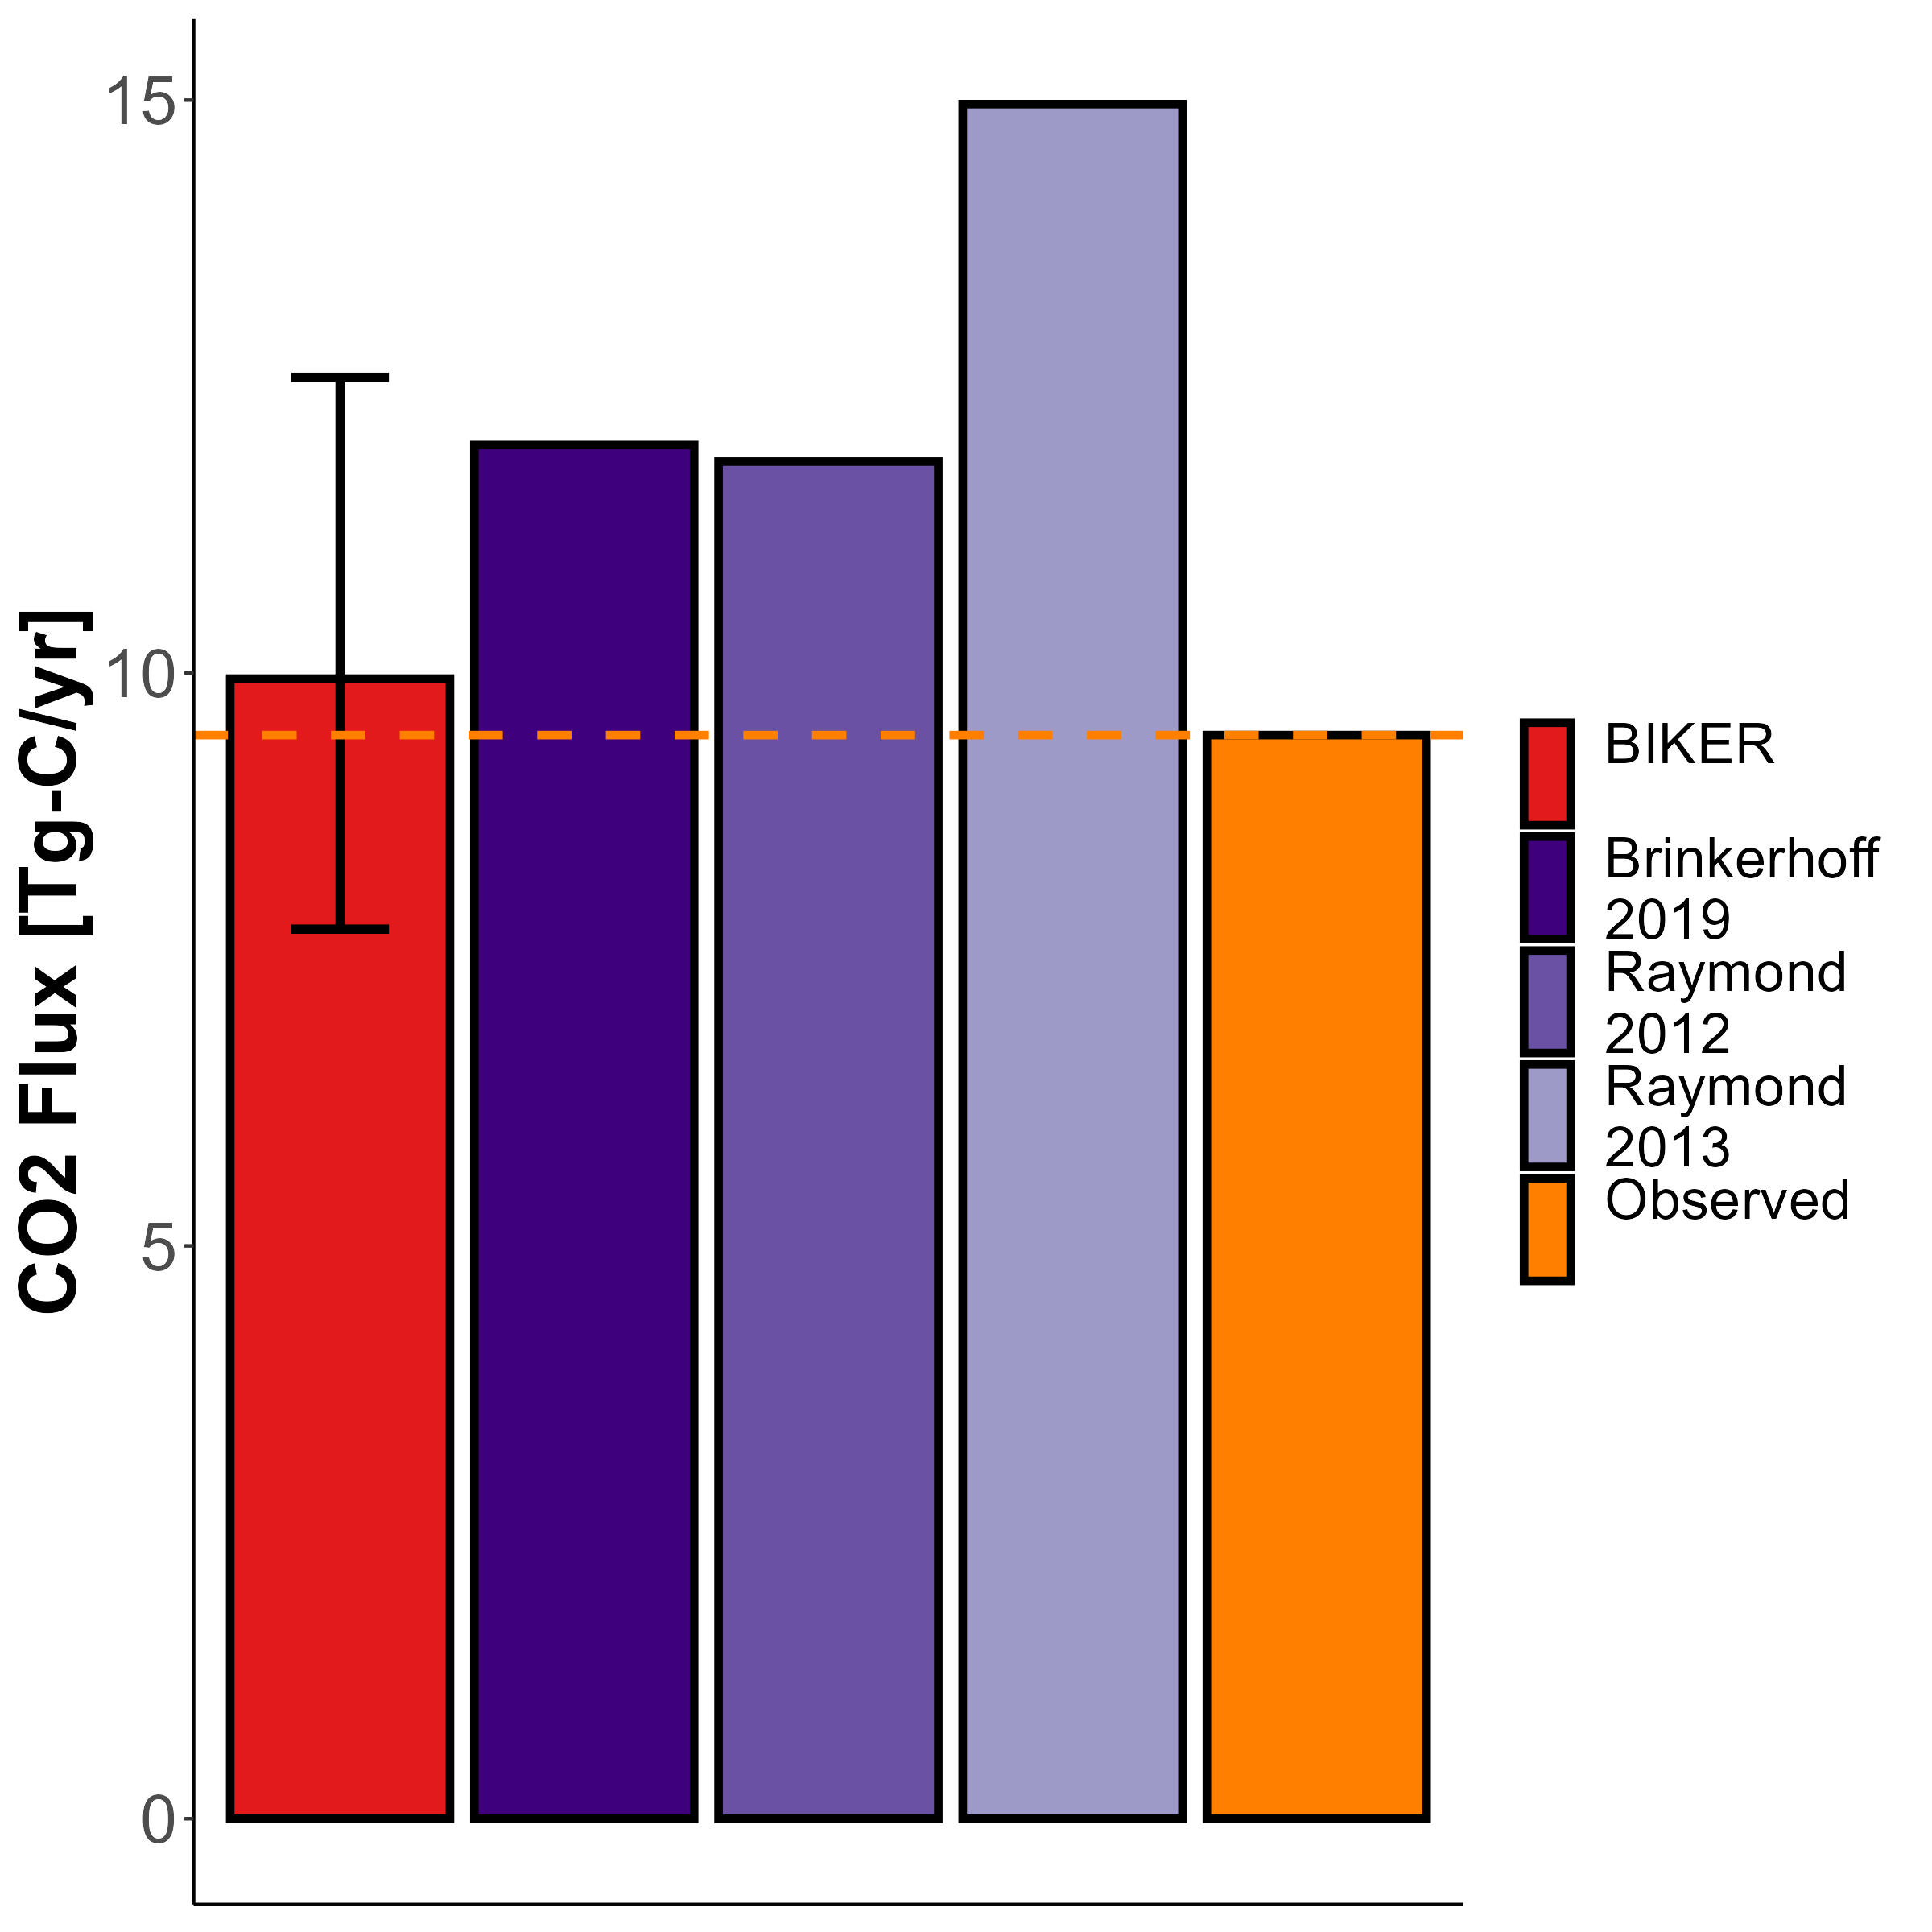 CO2 Flux [Tg-C/yr]
15
10
5
0
BIKER
Brinkerhoff
2019
Raymond
2012
Raymond
2013
Observed